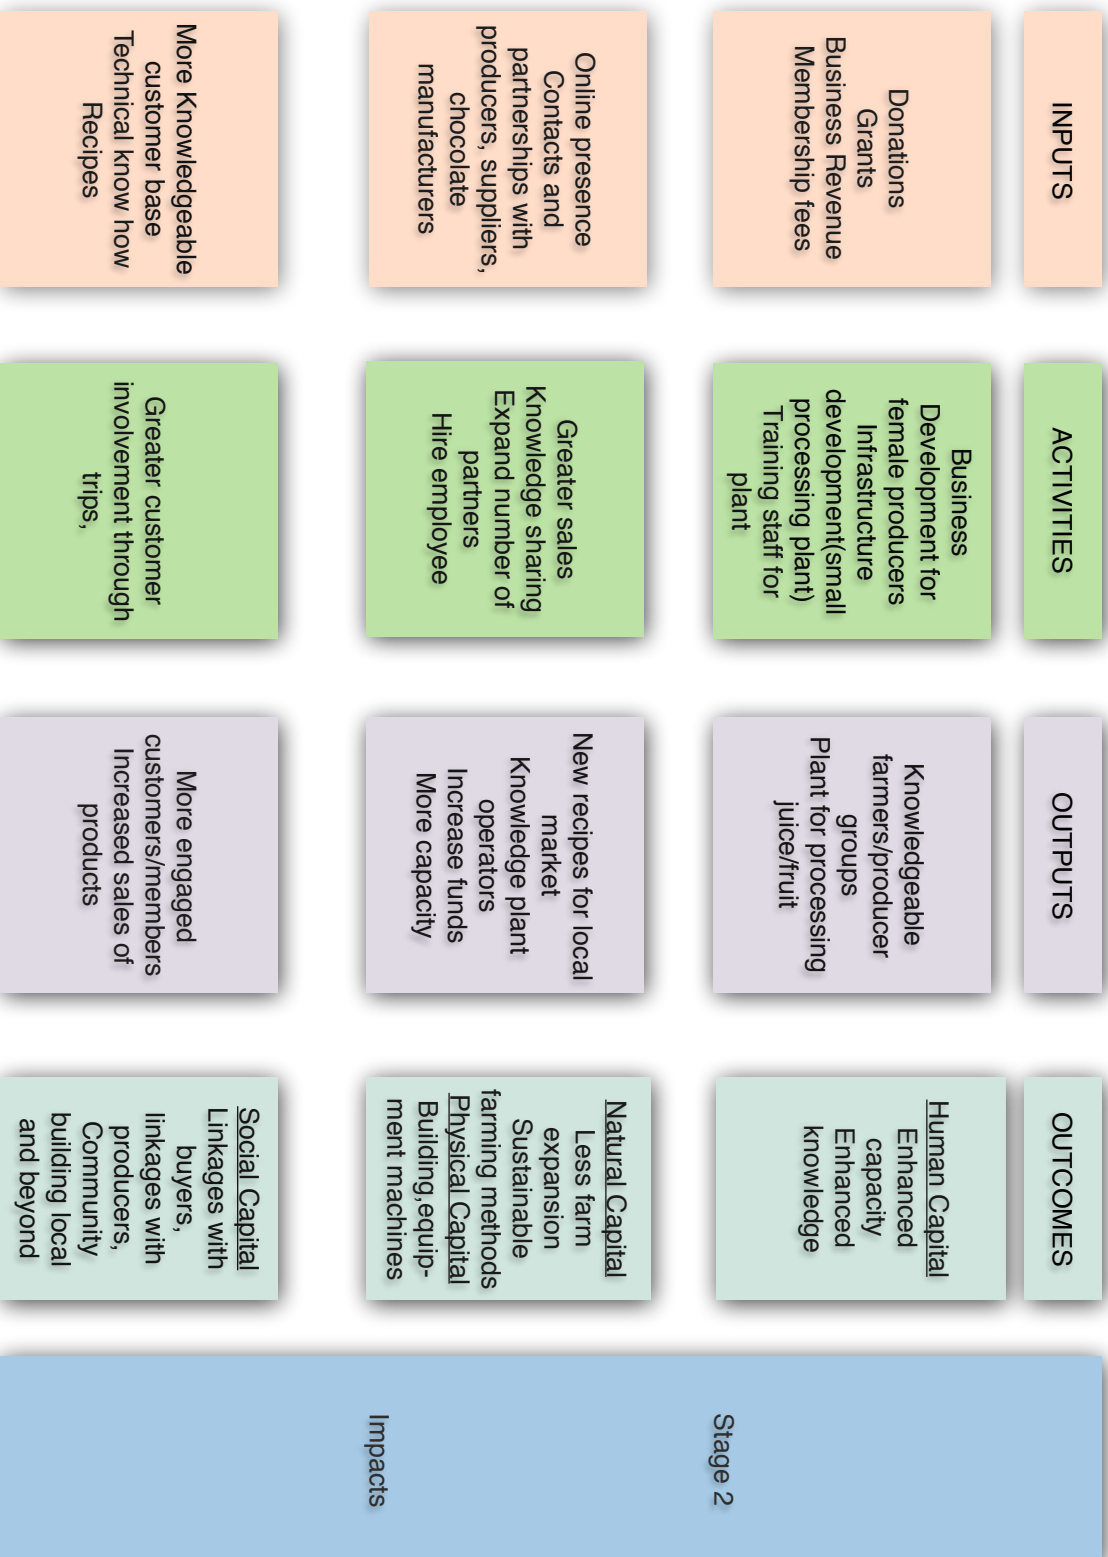 INPUTS
ACTIVITIES
OUTPUTS
OUTCOMES
Donations
Grants
Business Revenue
Membership fees
Business
Development for
female producers
Infrastructure
development(small
processing plant)
Training staff for
plant
Knowledgeable
farmers/producer
groups
Plant for processing
juice/fruit
Human Capital
Enhanced
capacity
Enhanced
knowledge
Stage 2
Online presence
Contacts and
partnerships with
producers, suppliers,
chocolate
manufacturers
Greater sales
Knowledge sharing
Expand number of
partners
Hire employee
New recipes for local
market
Knowledge plant
operators
Increase funds
More capacity
Natural Capital
Less farm
expansion
Sustainable
farming methods
Physical Capital
Building,equip-
ment machines
Impacts
More Knowledgeable
customer base
Technical know how
Recipes
Greater customer
involvement through
trips,
More engaged
customers/members
Increased sales of
products
Social Capital
Linkages with
buyers,
linkages with
producers,
Community
building local
and beyond